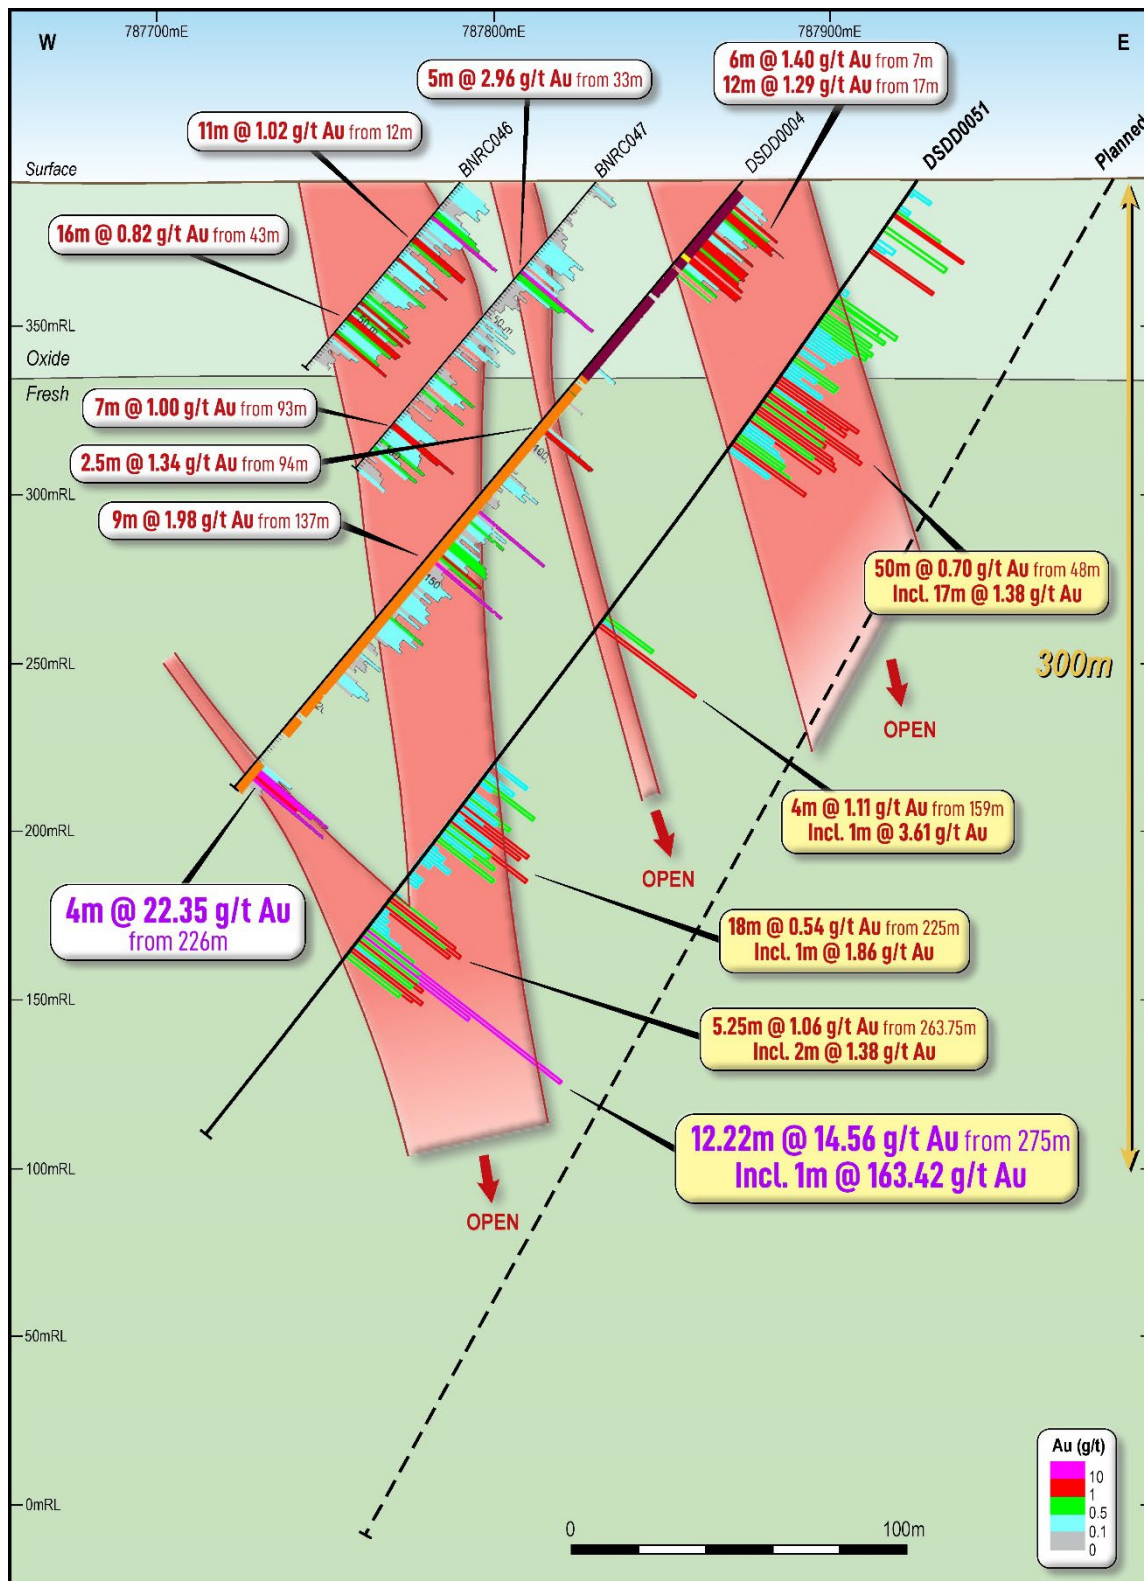 787700mE
787800mE
787900mE
W
E
5m @ 2.96 g/t Au from 33m
6m @ 1.40 g/t Au from 7m
12m @ 1.29 g/t Au from 17m
11m @ 1.02 g/t Au from 12m
BNRC046
BNRC047
DSDD0004
DSDD0051
Planned
Surface
16m @ 0.82 g/t Au from 43m
50m
50m
350mRL
Oxide
Fresh
7m @ 1.00 g/t Au from 93m
2.5m @ 1.34 g/t Au from 94m
100
100
300mRL
9m @ 1.98 g/t Au from 137m
150
50m @ 0.70 g/t Au from 48m
Incl. 17m @ 1.38 g/t Au
250mRL
300m
OPEN
4m @ 1.11 g/t Au from 159m
Incl. 1m @ 3.61 g/t Au
200mRL
OPEN
4m @ 22.35 g/t Au
from 226m
18m @ 0.54 g/t Au from 225m
Incl. 1m @ 1.86 g/t Au
150mRL
5.25m @ 1.06 g/t Au from 263.75m
Incl. 2m @ 1.38 g/t Au
12.22m @ 14.56 g/t Au from 275m
Incl. 1m @ 163.42 g/t Au
100mRL
OPEN
50mRL
0mRL
Au (g/t)
10
1
0.5
0.1
0
0
100m